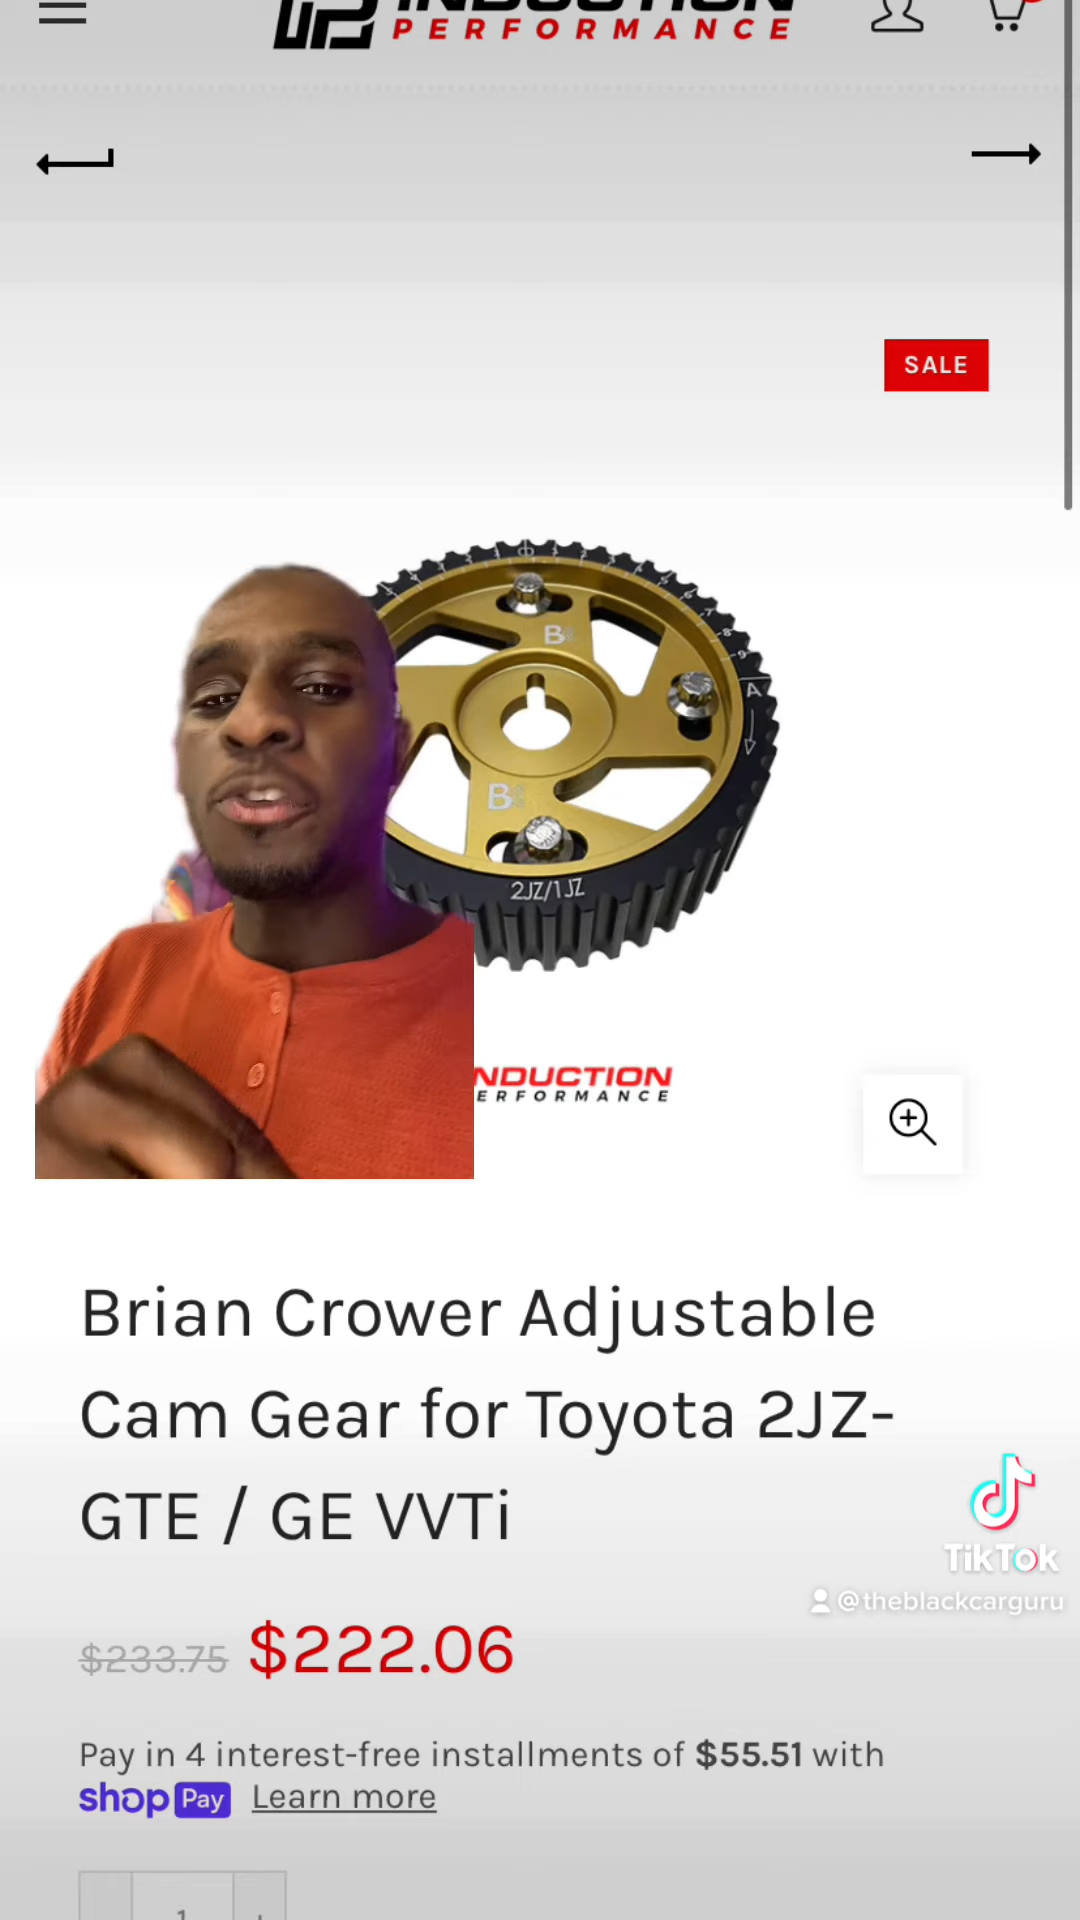 INDUCTION
PERFORMANCE
SALE
B
B
2JZ/1JZ
A
NDUCTION
ERFORMANCE
Brian Crower Adjustable
Cam Gear for Toyota 2JZ-
GTE / GE VVTi
$233.75 $222.06
Pay in 4 interest-free installments of $55.51 with
shop Pay Learn more
1 +
TikTok
@theblackcarguru